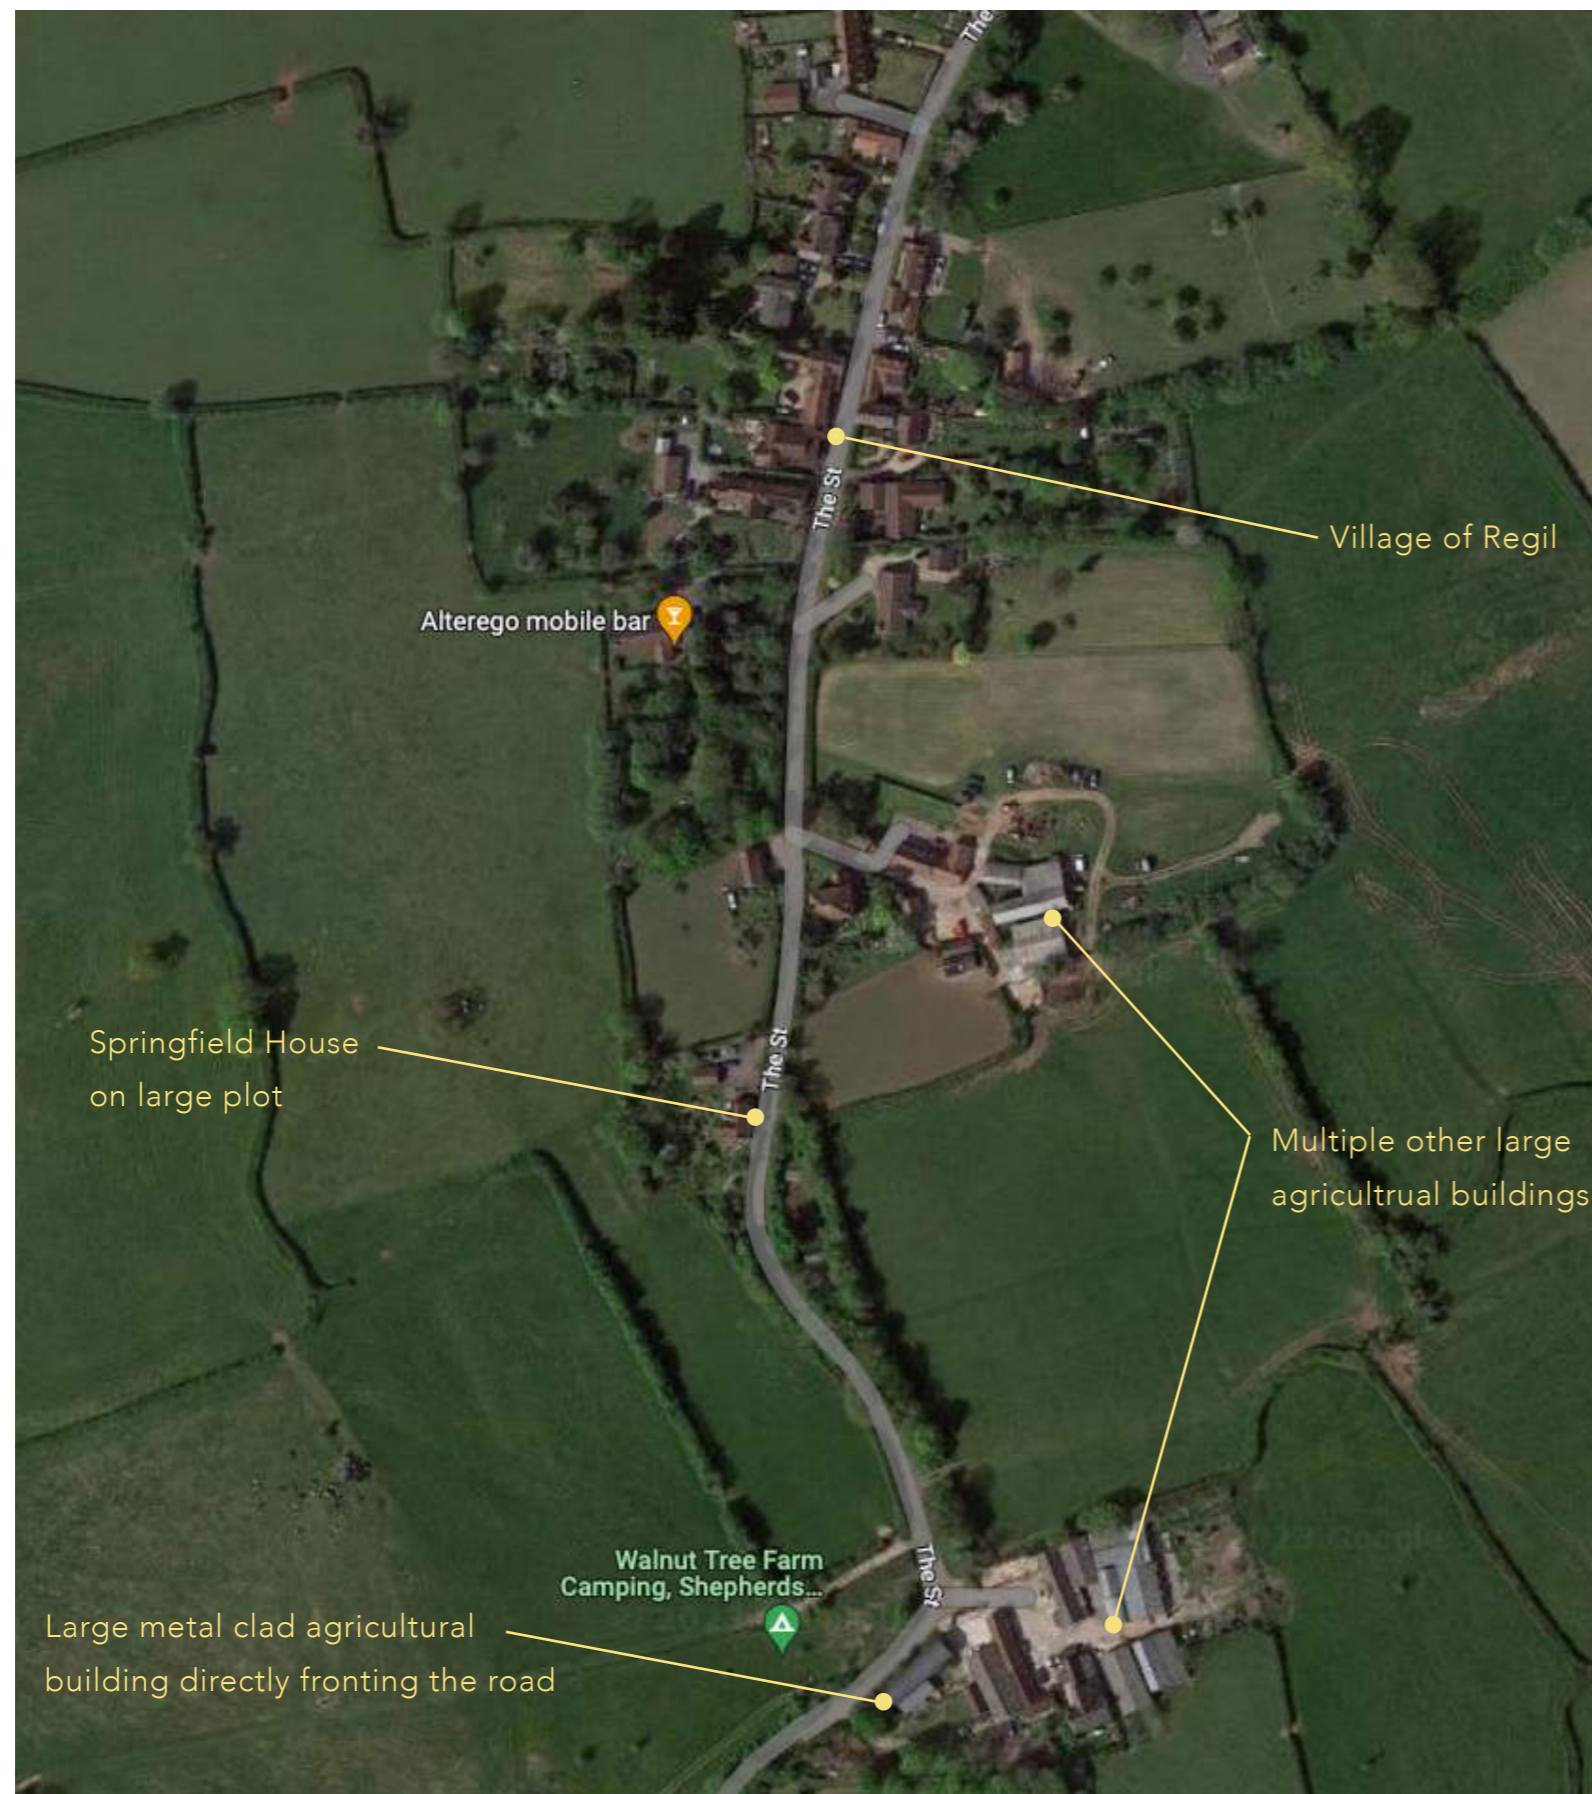 The
The St
Village of Regil
Alterego mobile bar
Springfield House
on large plot
The St
Multiple other large
agricultrual buildings
The St
Walnut Tree Farm
Camping, Shepherds...
Large metal clad agricultural
building directly fronting the road